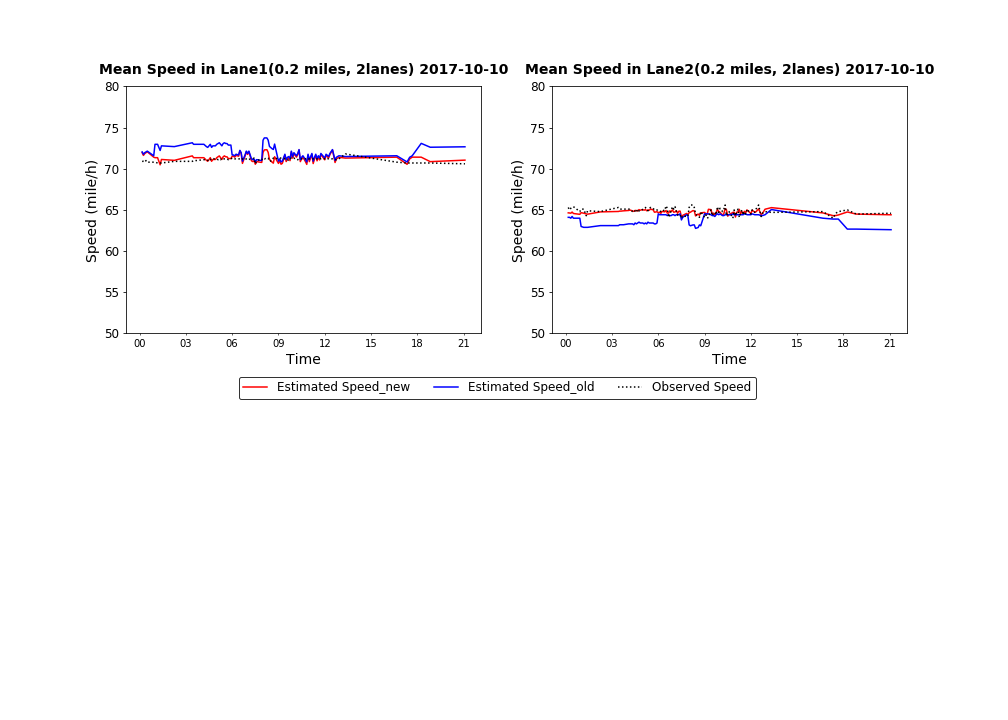 Mean Speed in Lane1(0.2 miles, 2lanes) 2017-10-10
80
75
70
65
60
55
50
Speed (mile/h)
00 03 06 09 12 15 18 21
Time
Mean Speed in Lane2(0.2 miles, 2lanes) 2017-10-10
80
75
70
65
60
55
50
Speed (mile/h)
00 03 06 09 12 15 18 21
Time
Estimated Speed_new Estimated Speed_old Observed Speed